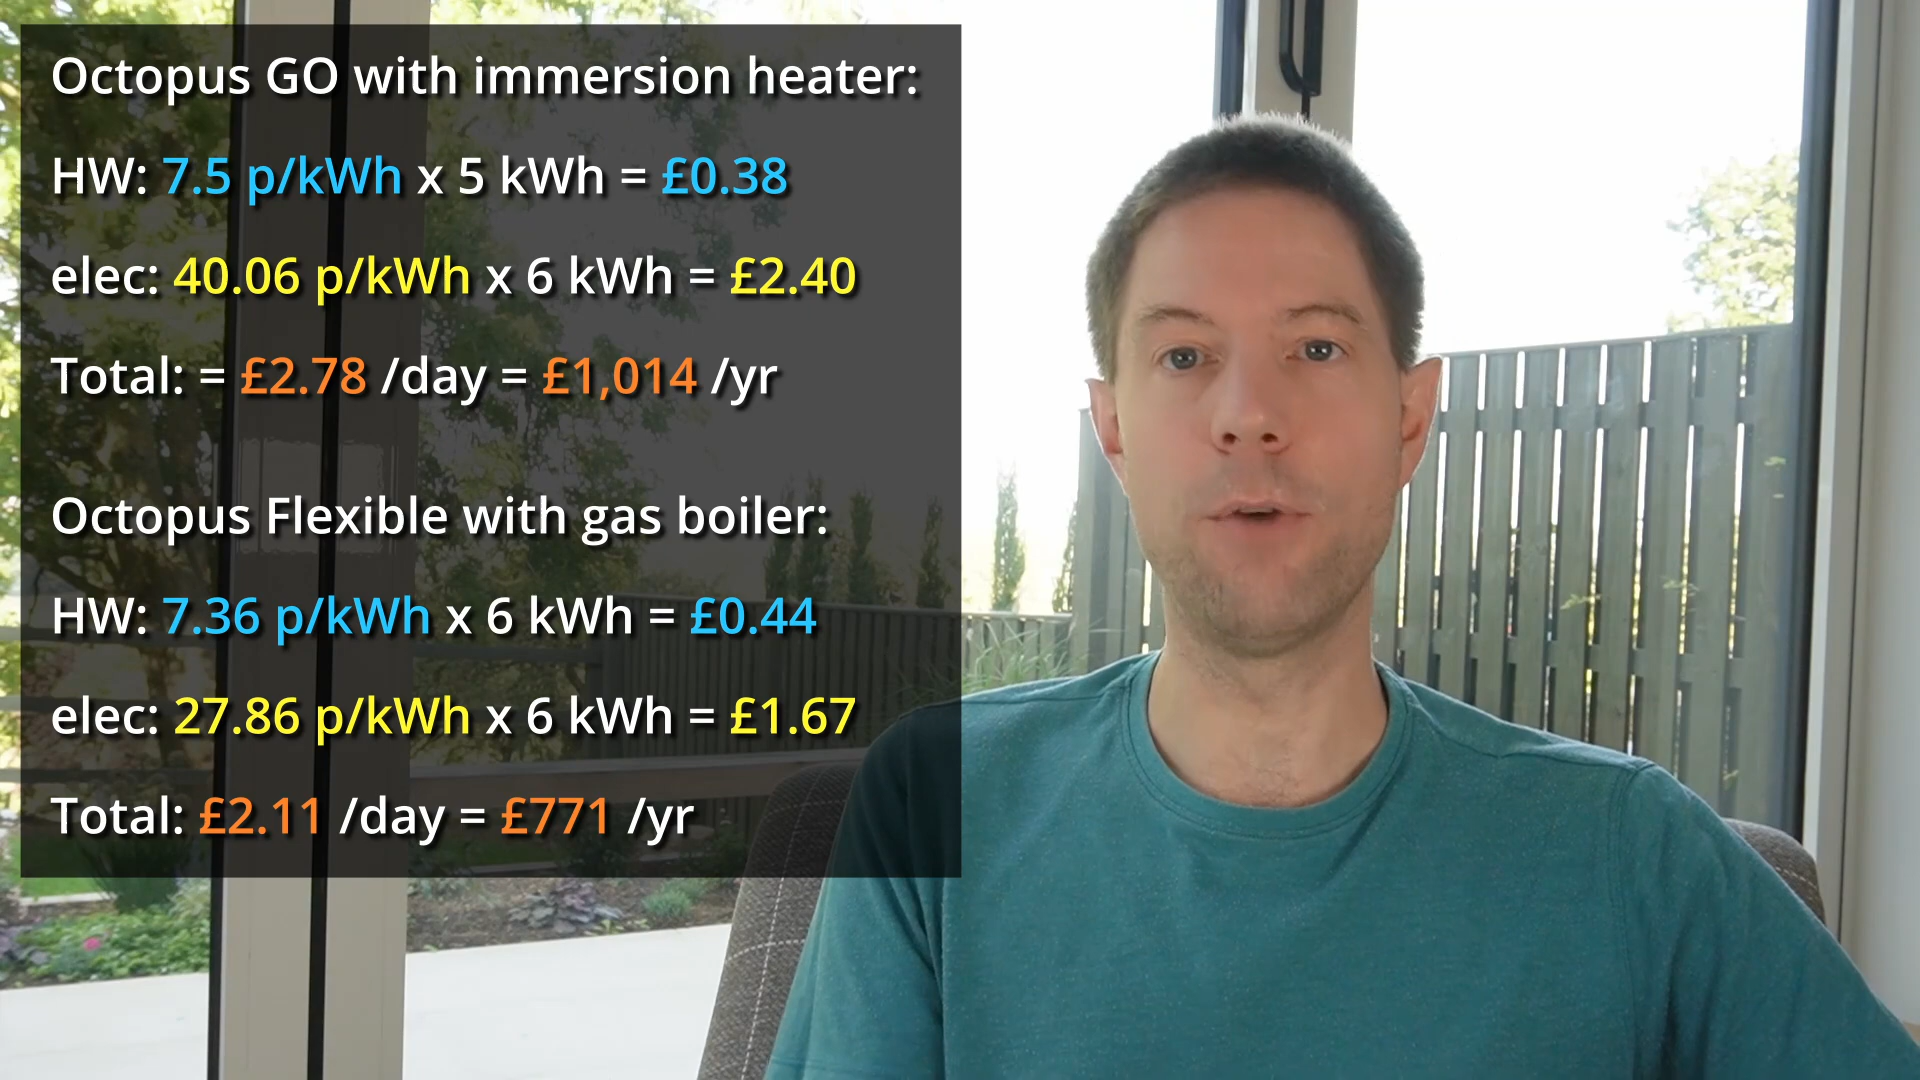 Octopus GO with immersion heater:
HW: 7.5 p/kWh x 5 kWh = £0.38
elec: 40.06 p/kWh x 6 kWh = £2.40
Total: = £2.78 /day = £1,014 /yr
Octopus Flexible with gas boiler:
HW: 7.36 p/kWh x 6 kWh = £0.44
elec: 27.86 p/kWh x 6 kWh = £1.67
Total: £2.11 /day = £771 /yr